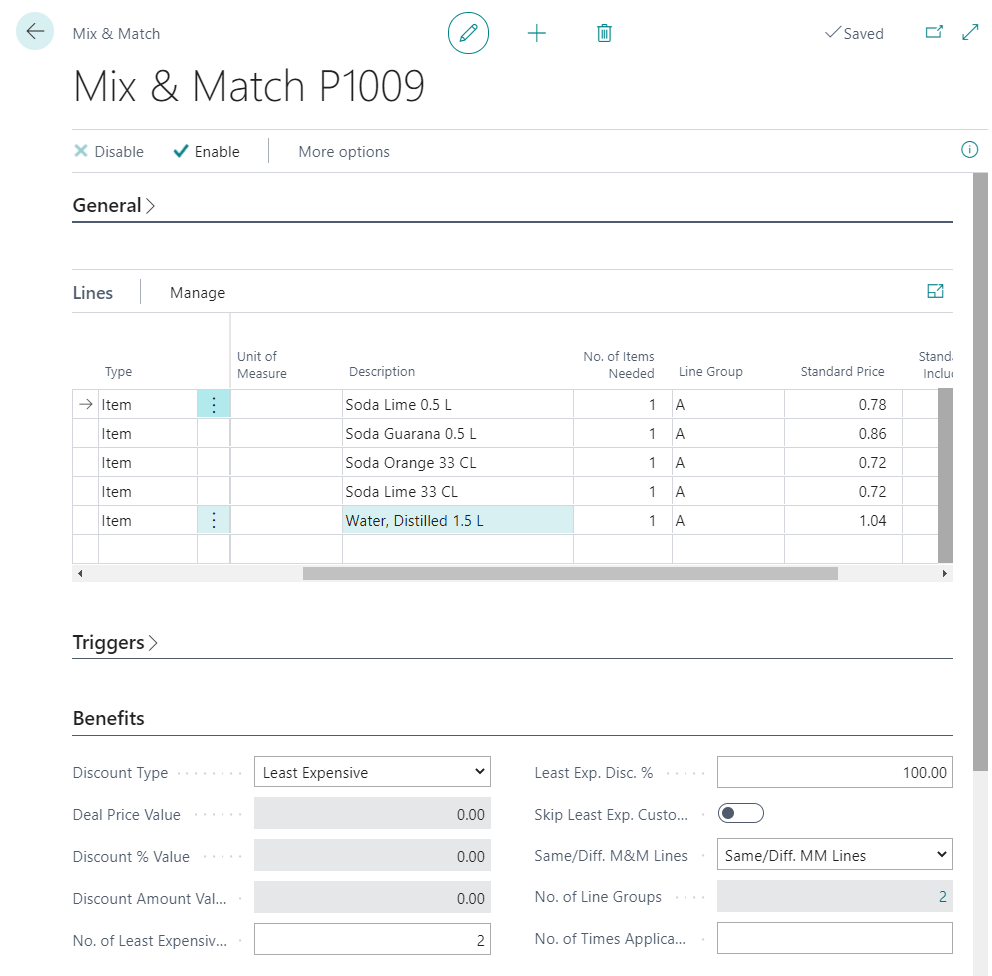 Mix & Match
Saved
Mix & Match P1009
Disable Enable More options
General
Lines Manage
Type Unit of Measure Description No. of Items Needed Line Group Standard Price Stand Inclu
Item Soda Lime 0.5 L 1 A 0.78
Item Soda Guarana 0.5 L 1 A 0.86
Item Soda Orange 33 CL 1 A 0.72
Item Soda Lime 33 CL 1 A 0.72
Item Water, Distilled 1.5 L 1 A 1.04
Triggers
Benefits
Discount Type Least Expensive Least Exp. Disc. % 100.00
Deal Price Value 0.00 Skip Least Exp. Custo...
Discount % Value 0.00 Same/Diff. M&M Lines Same/Diff. MM Lines
Discount Amount Val... 0.00 No. of Line Groups 2
No. of Least Expensiv... 2 No. of Times Applica...